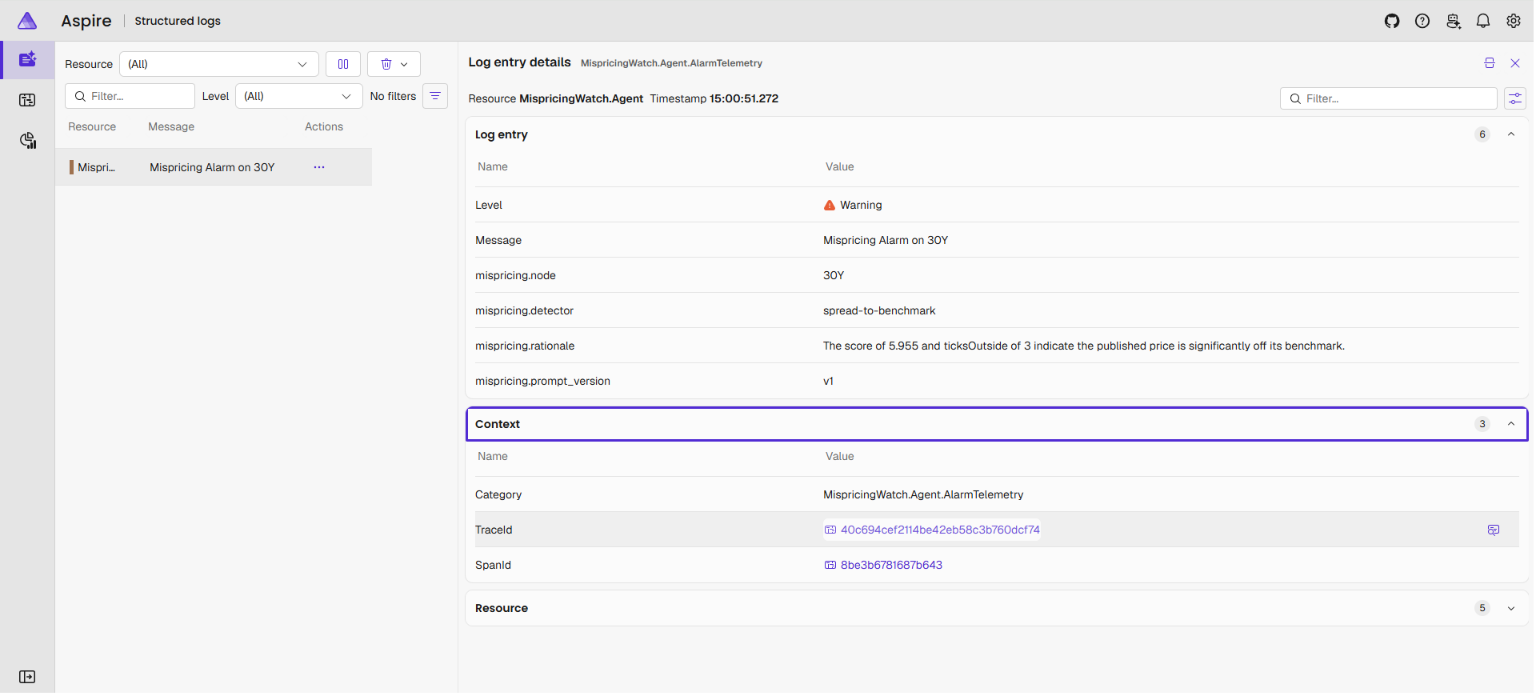 Aspire Structured logs
Resource (All)
Filter... Level (All) No filters
Resource Message Actions
Mispri... Mispricing Alarm on 30Y ...
Log entry details MispricingWatch.Agent.AlarmTelemetry
Resource MispricingWatch.Agent Timestamp 15:00:51.272 Filter...
Log entry 6
Name Value
Level Warning
Message Mispricing Alarm on 30Y
mispricing.node 30Y
mispricing.detector spread-to-benchmark
mispricing.rationale The score of 5.955 and ticksOutside of 3 indicate the published price is significantly off its benchmark.
mispricing.prompt_version v1
Context 3
Name Value
Category MispricingWatch.Agent.AlarmTelemetry
TraceId 40c694cef2114be42eb58c3b760dcf74
SpanId 8be3b6781687b643
Resource 5